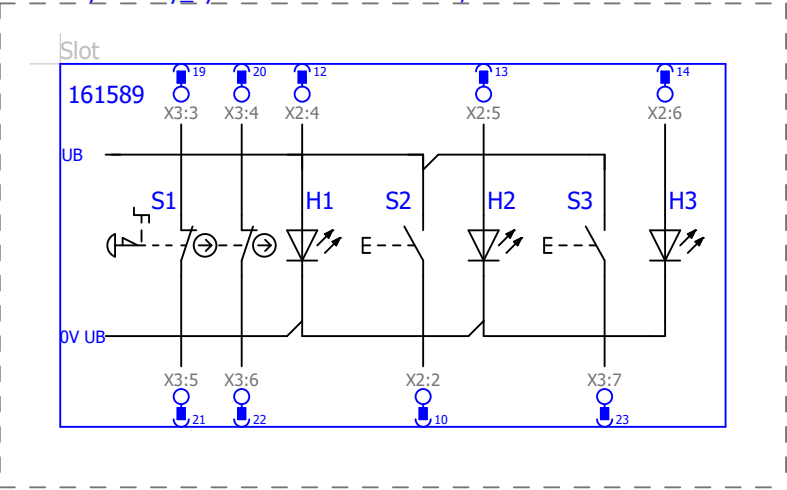 Slot
19 20 12 13 14
161589
X3:3 X3:4 X2:4 X2:5 X2:6
UB
S1 H1 S2 H2 S3 H3
E E
0V UB
X3:5 X3:6 X2:2 X3:7
21 22 10 23